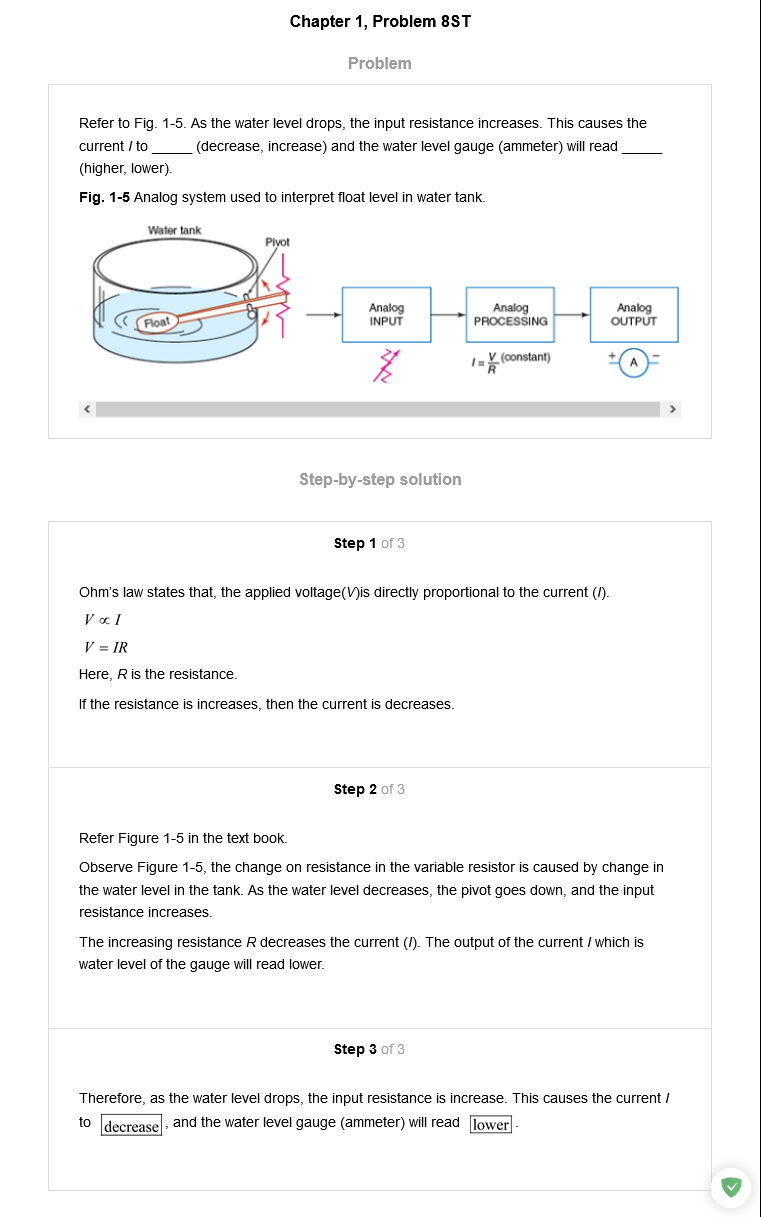 Chapter 1, Problem 8ST
Problem
Refer to Fig. 1-5. As the water level drops, the input resistance increases. This causes the
current I to _____ (decrease, increase) and the water level gauge (ammeter) will read _____
(higher, lower).
Fig. 1-5 Analog system used to interpret float level in water tank.
Water tank
Pivot
Float
Analog
INPUT
Analog
PROCESSING
Analog
OUTPUT
I = V/R (constant)
+ A −
Step-by-step solution
Step 1 of 3
Ohm's law states that, the applied voltage(V)is directly proportional to the current (I).
V ∝ I
V = IR
Here, R is the resistance.
If the resistance is increases, then the current is decreases.
Step 2 of 3
Refer Figure 1-5 in the text book.
Observe Figure 1-5, the change on resistance in the variable resistor is caused by change in
the water level in the tank. As the water level decreases, the pivot goes down, and the input
resistance increases.
The increasing resistance R decreases the current (I). The output of the current I which is
water level of the gauge will read lower.
Step 3 of 3
Therefore, as the water level drops, the input resistance is increase. This causes the current I
to decrease, and the water level gauge (ammeter) will read lower.